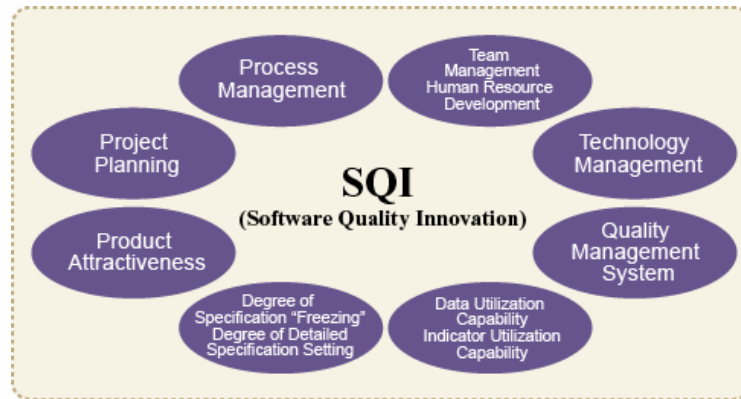 Process
Management
Team
Management
Human Resource
Development
Project
Planning
Technology
Management
SQI
(Software Quality Innovation)
Product
Attractiveness
Quality
Management
System
Degree of
Specification “Freezing”
Degree of Detailed
Specification Setting
Data Utilization
Capability
Indicator Utilization
Capability